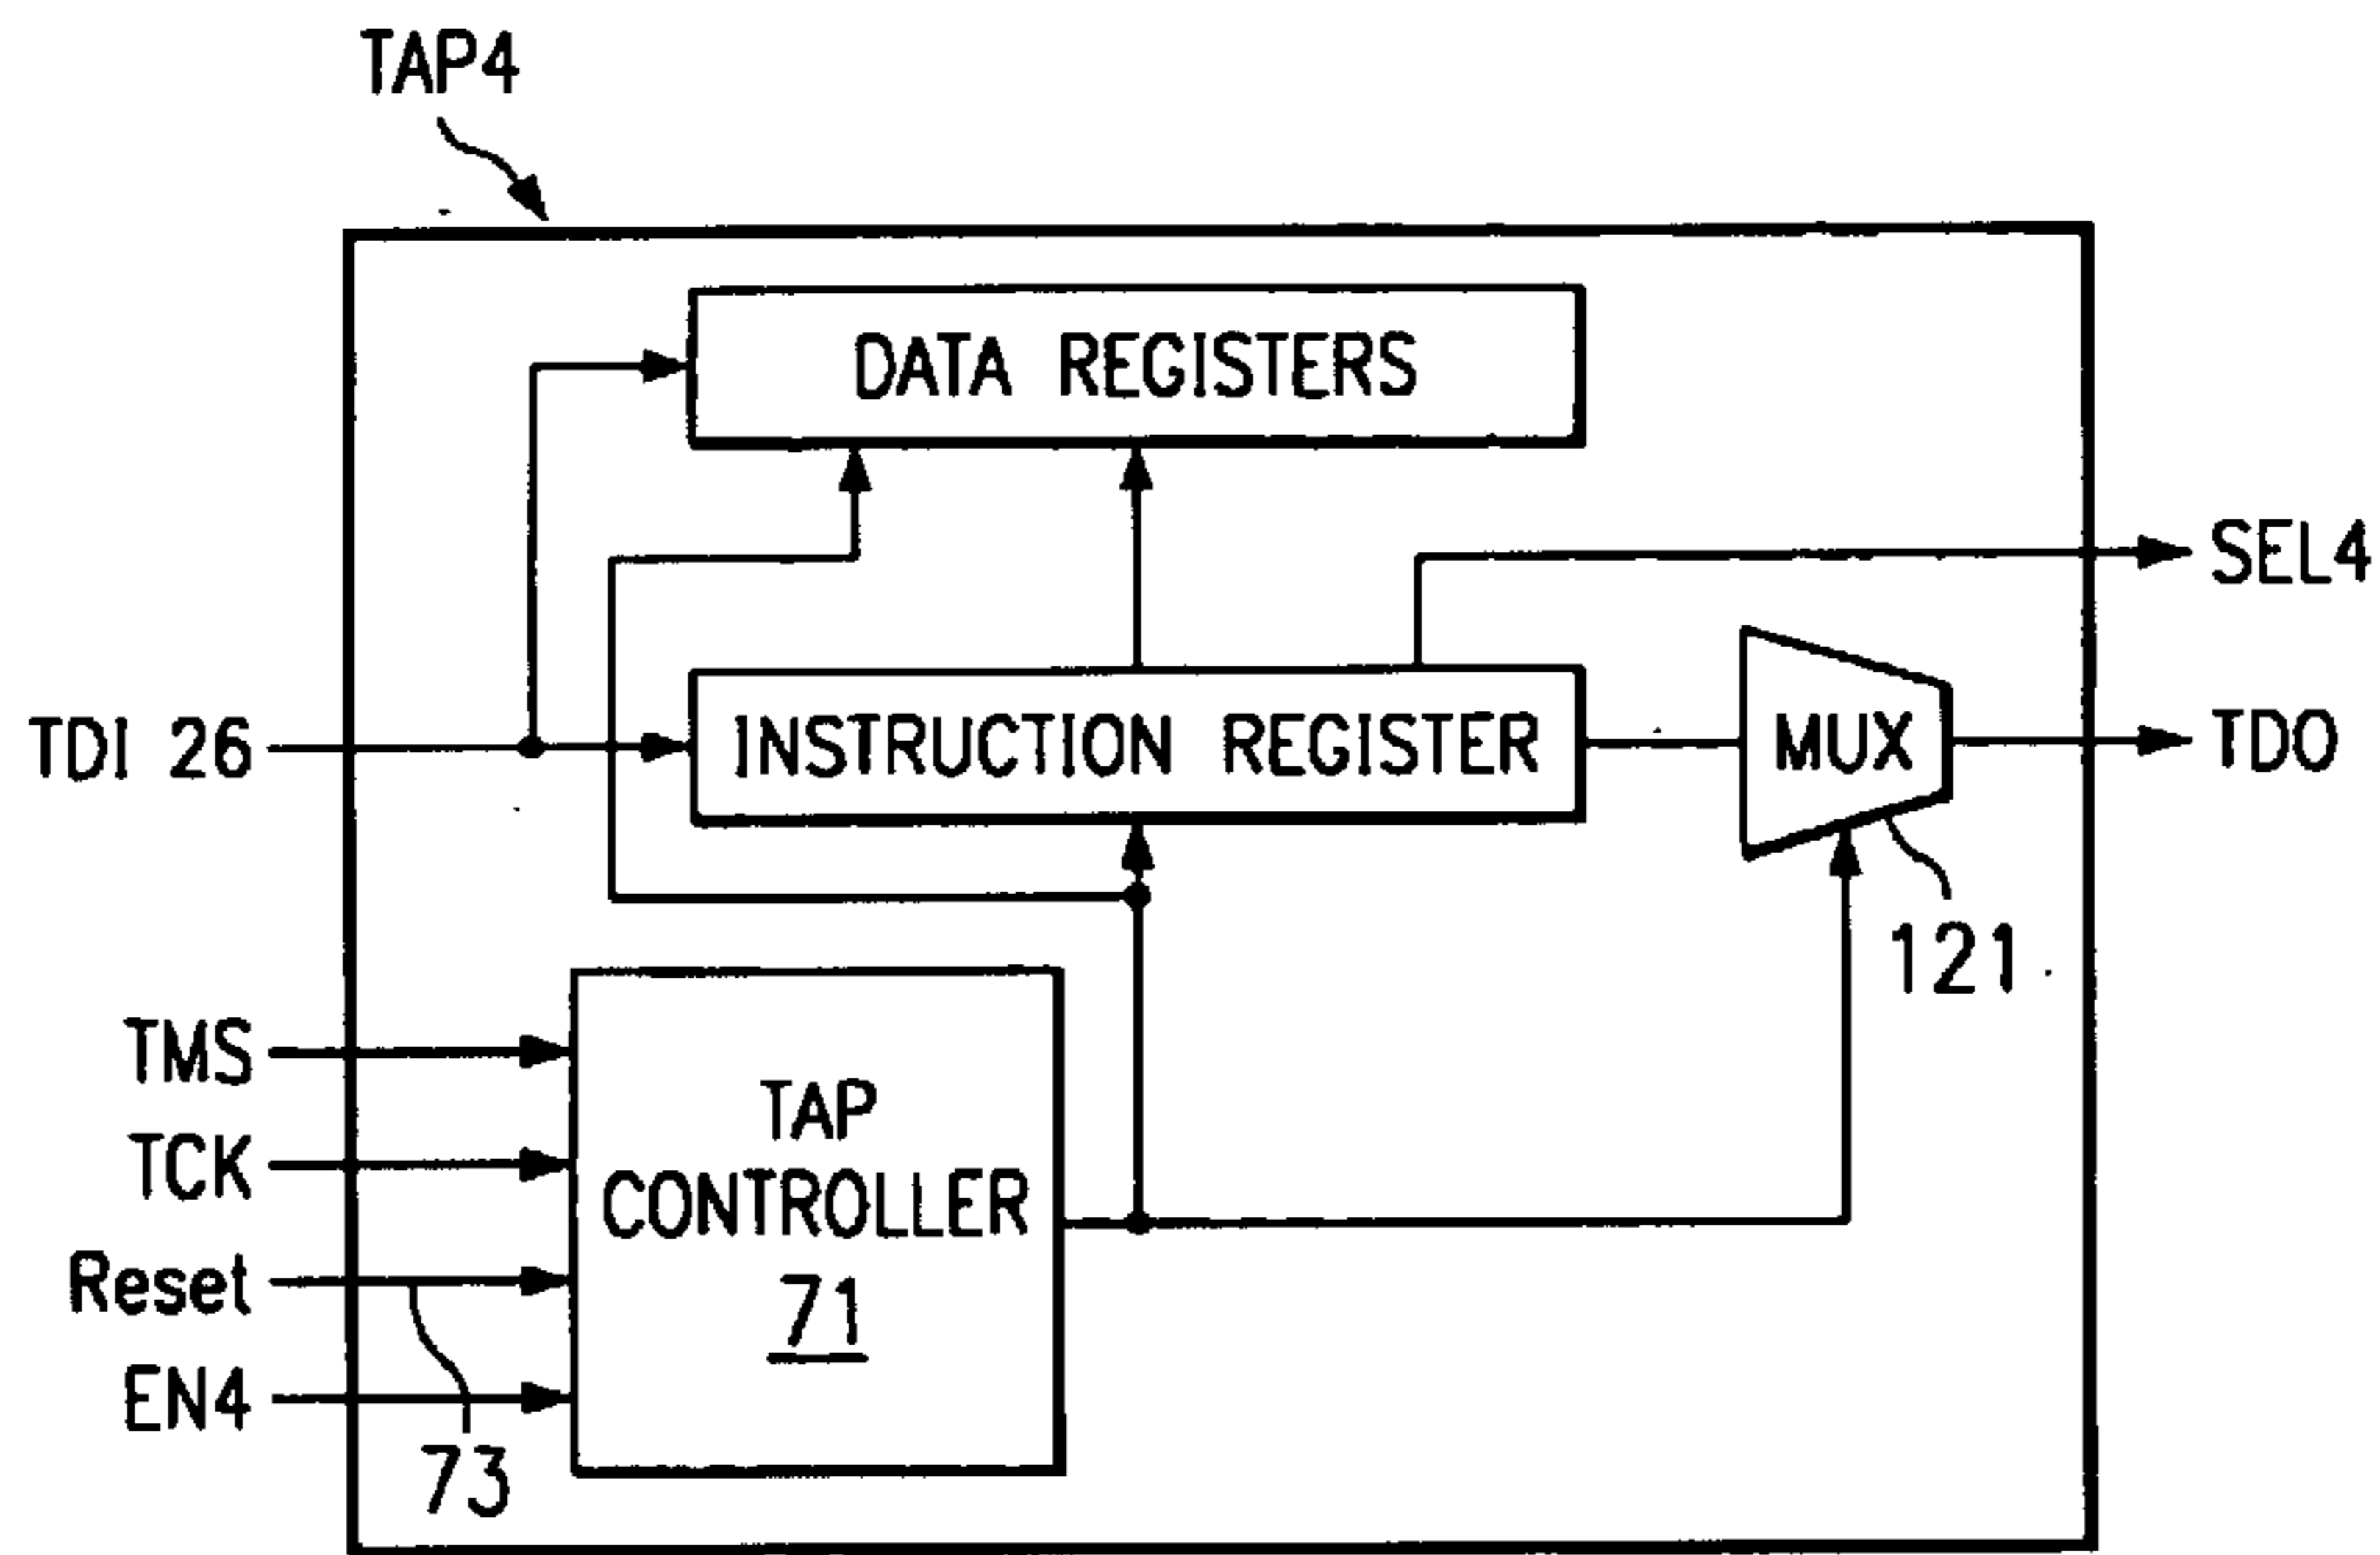 TAP4
DATA REGISTERS
SEL4
TDI 26
INSTRUCTION REGISTER
MUX
TDO
121
TMS
TCK
Reset
EN4
73
TAP
CONTROLLER
71